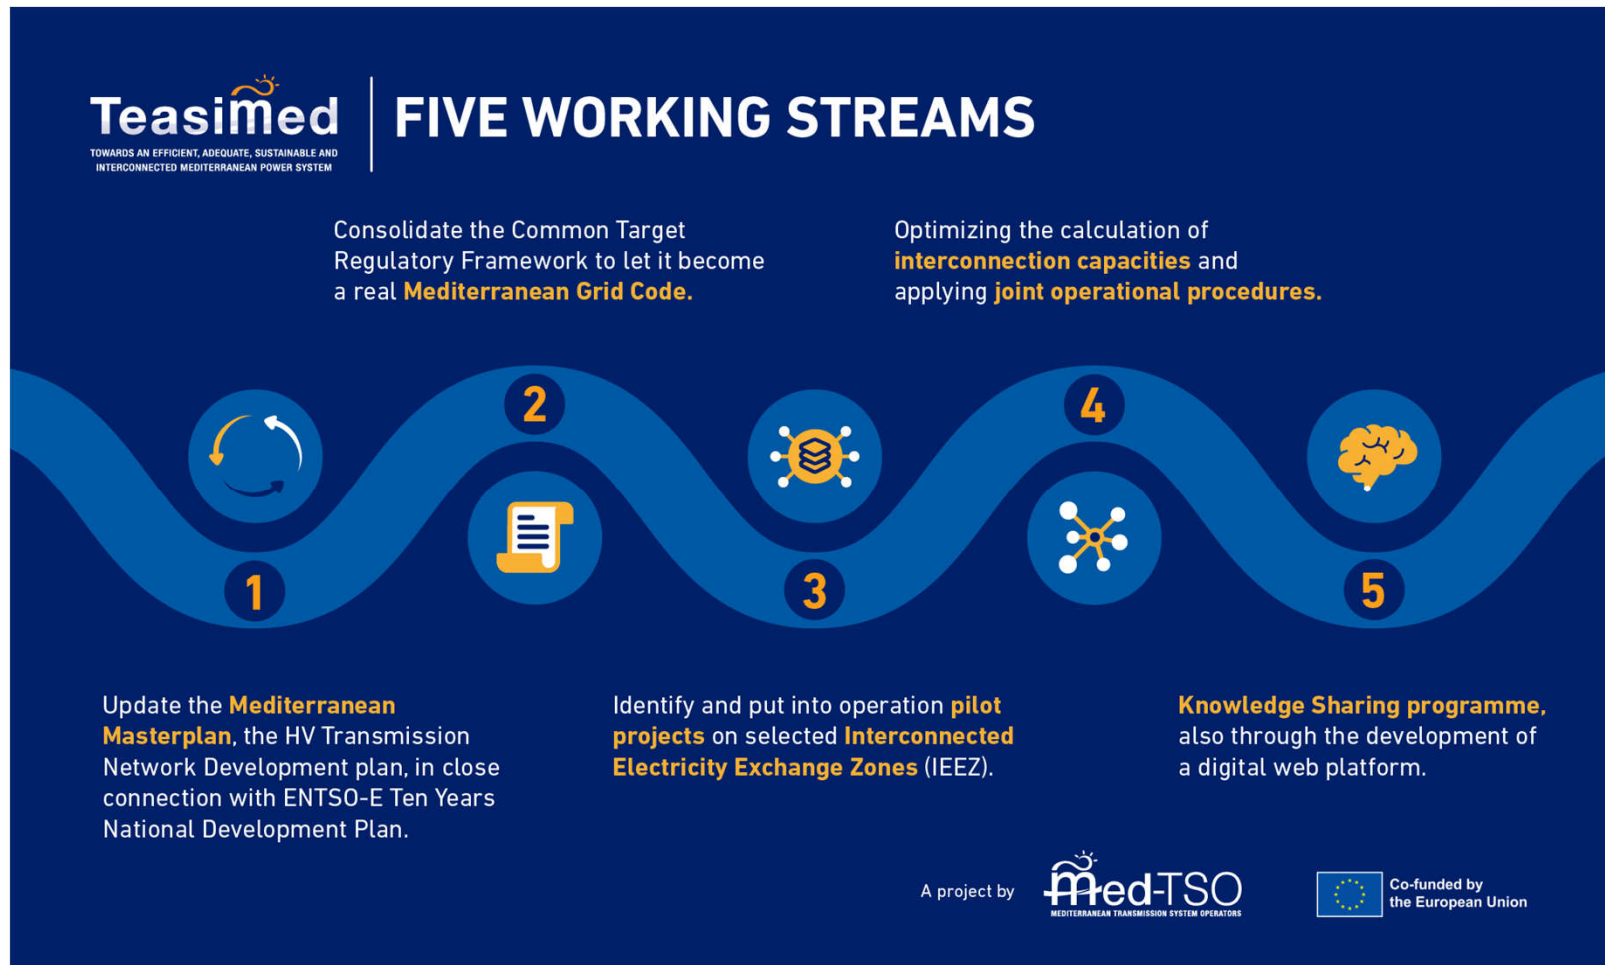 Teasimed
TOWARDS AN EFFICIENT, ADEQUATE, SUSTAINABLE AND
INTERCONNECTED MEDITERRANEAN POWER SYSTEM
FIVE WORKING STREAMS
Consolidate the Common Target
Regulatory Framework to let it become
a real Mediterranean Grid Code.
Optimizing the calculation of
interconnection capacities and
applying joint operational procedures.
1
2
3
4
5
Update the Mediterranean
Masterplan, the HV Transmission
Network Development plan, in close
connection with ENTSO-E Ten Years
National Development Plan.
Identify and put into operation pilot
projects on selected Interconnected
Electricity Exchange Zones (IEEZ).
Knowledge Sharing programme,
also through the development of
a digital web platform.
A project by
Med-TSO
MEDITERRANEAN TRANSMISSION SYSTEM OPERATORS
Co-funded by
the European Union